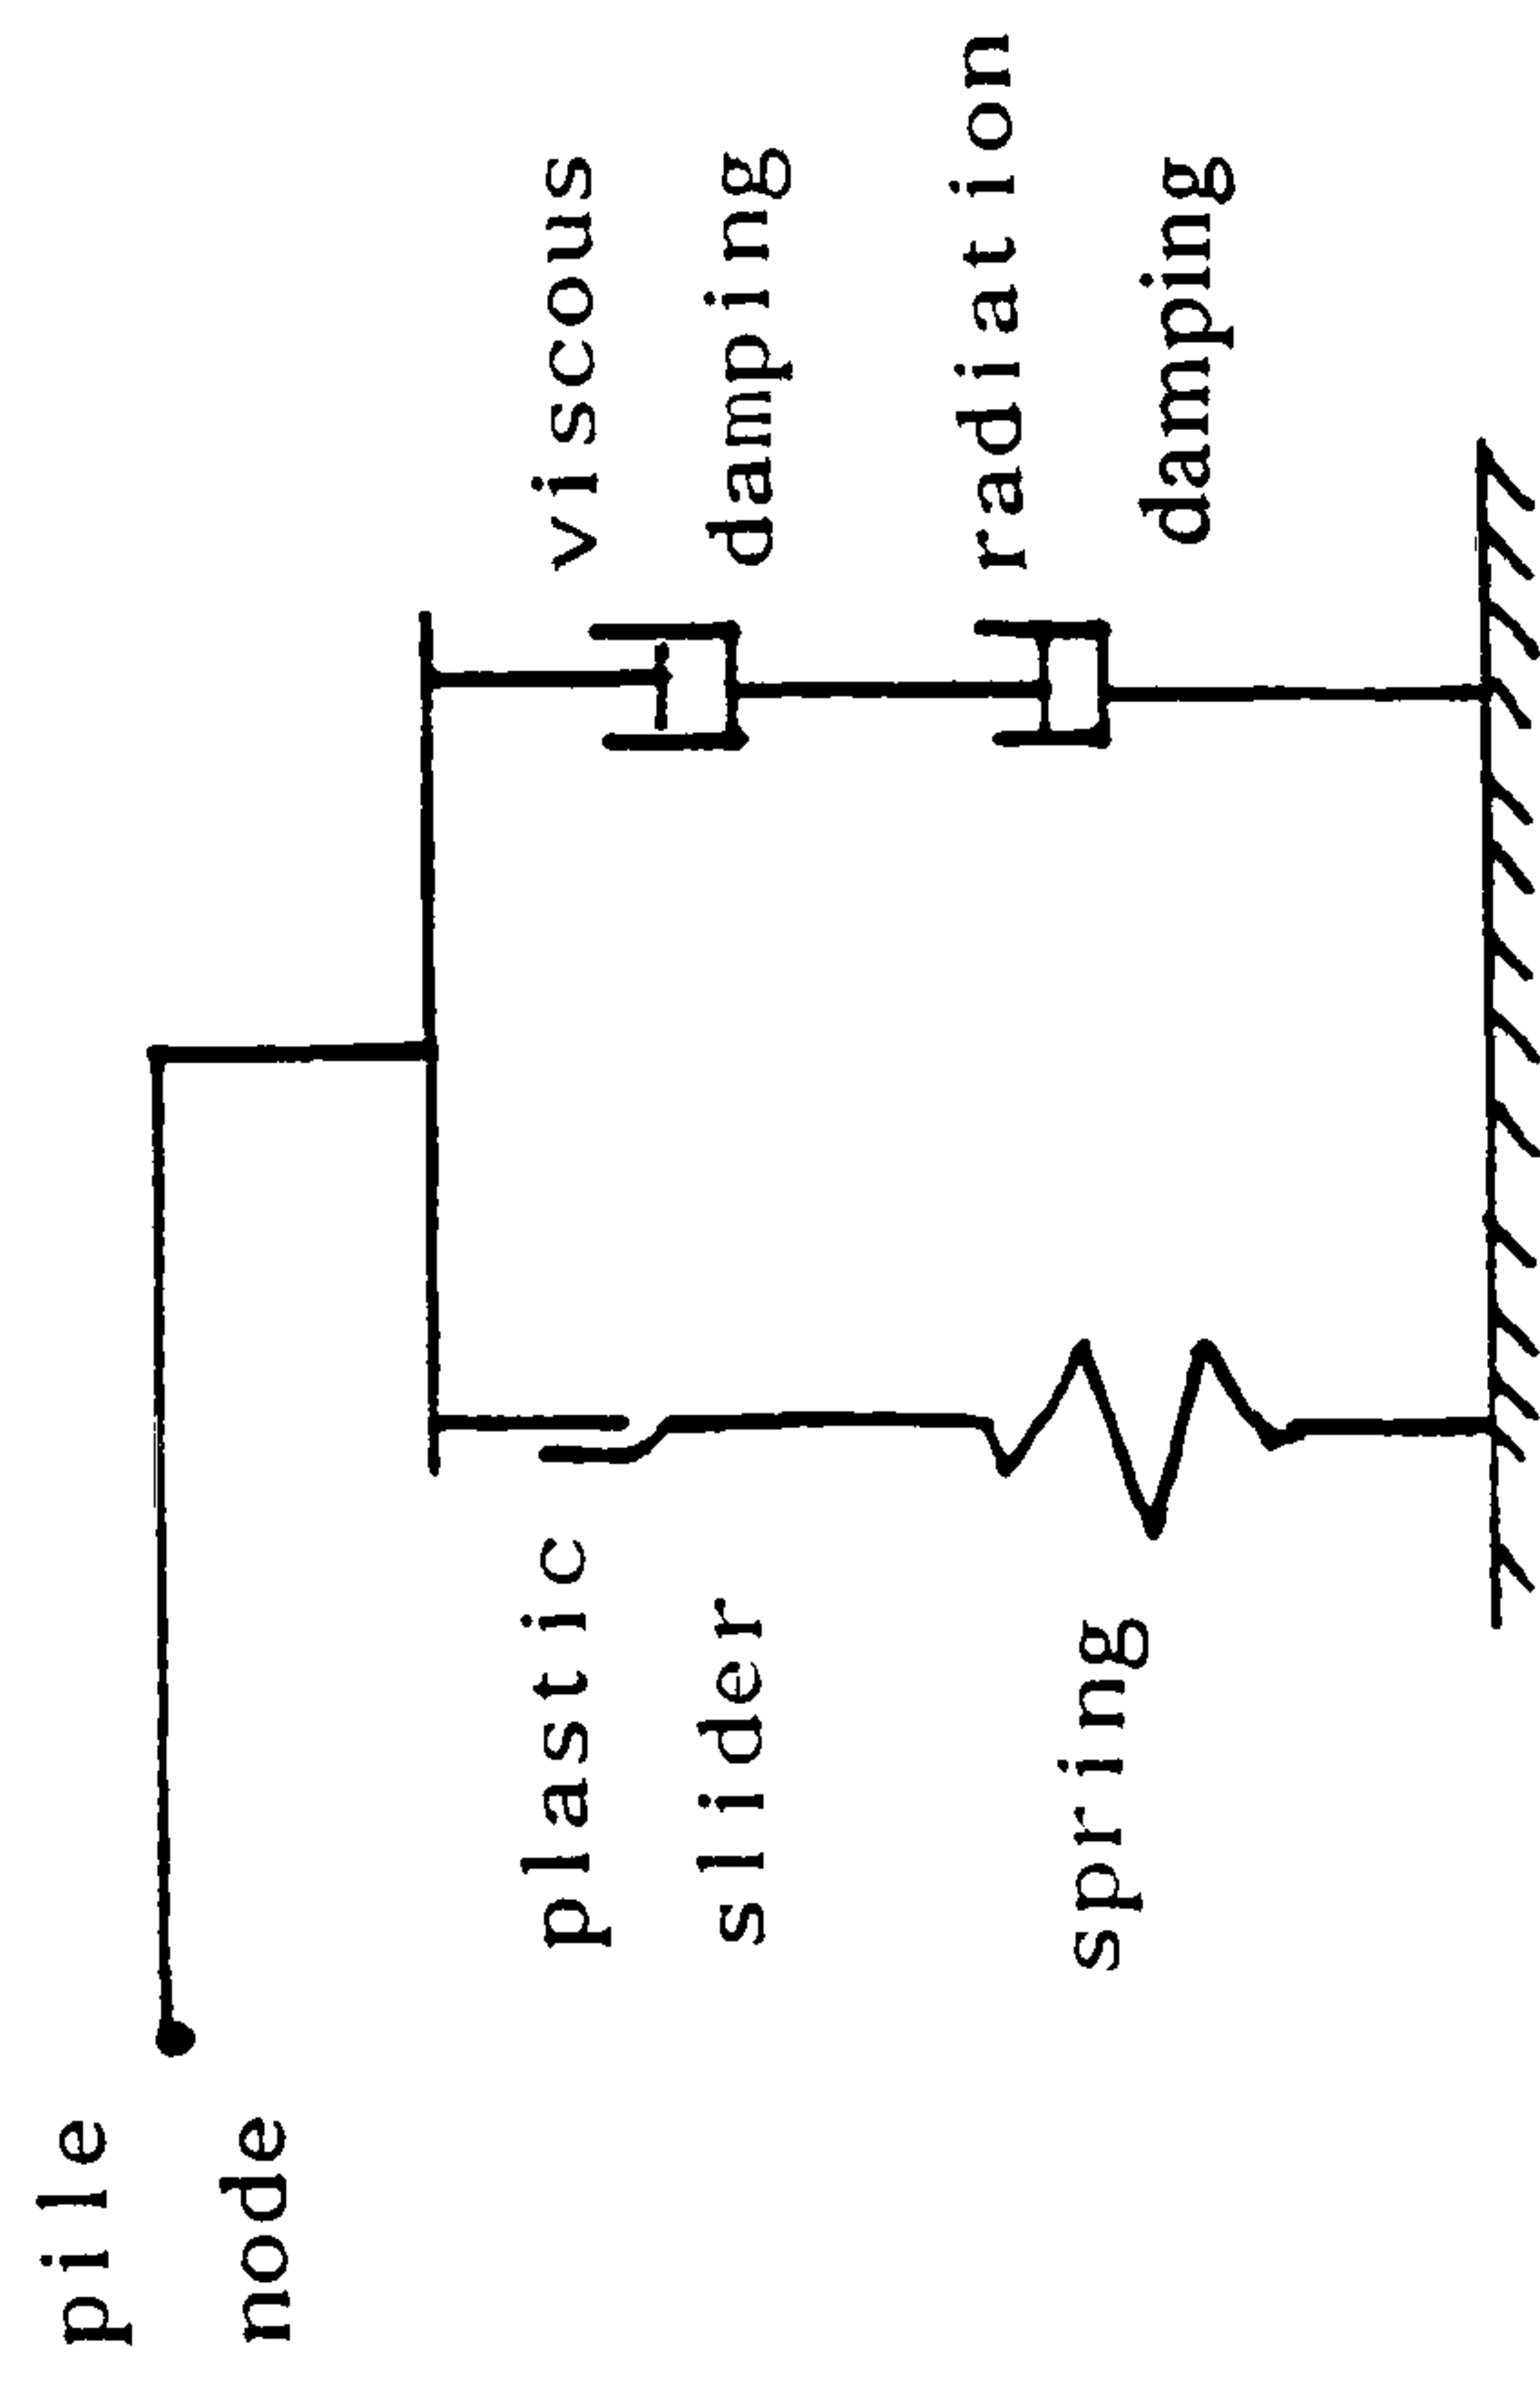 pile
node
plastic
slider
spring
viscous
damping
radiation
damping